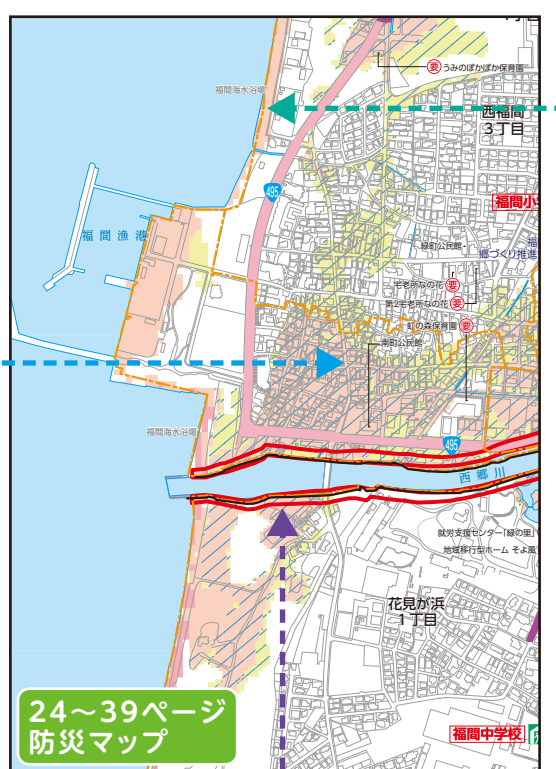 うみのぽかぽか保育園
要
福間海水浴場
西福間
3丁目
495
福間小
福間漁港
緑町公民館
郷づくり推進
宅老所なの花
要
第2宅老所なの花
要
町の森保育園
要
南町公民館
福間海水浴場
495
西郷川
就労支援センター「緑の里」
地域移行型ホーム そよ風
花見が浜
1丁目
24〜39ページ
防災マップ
福間中学校